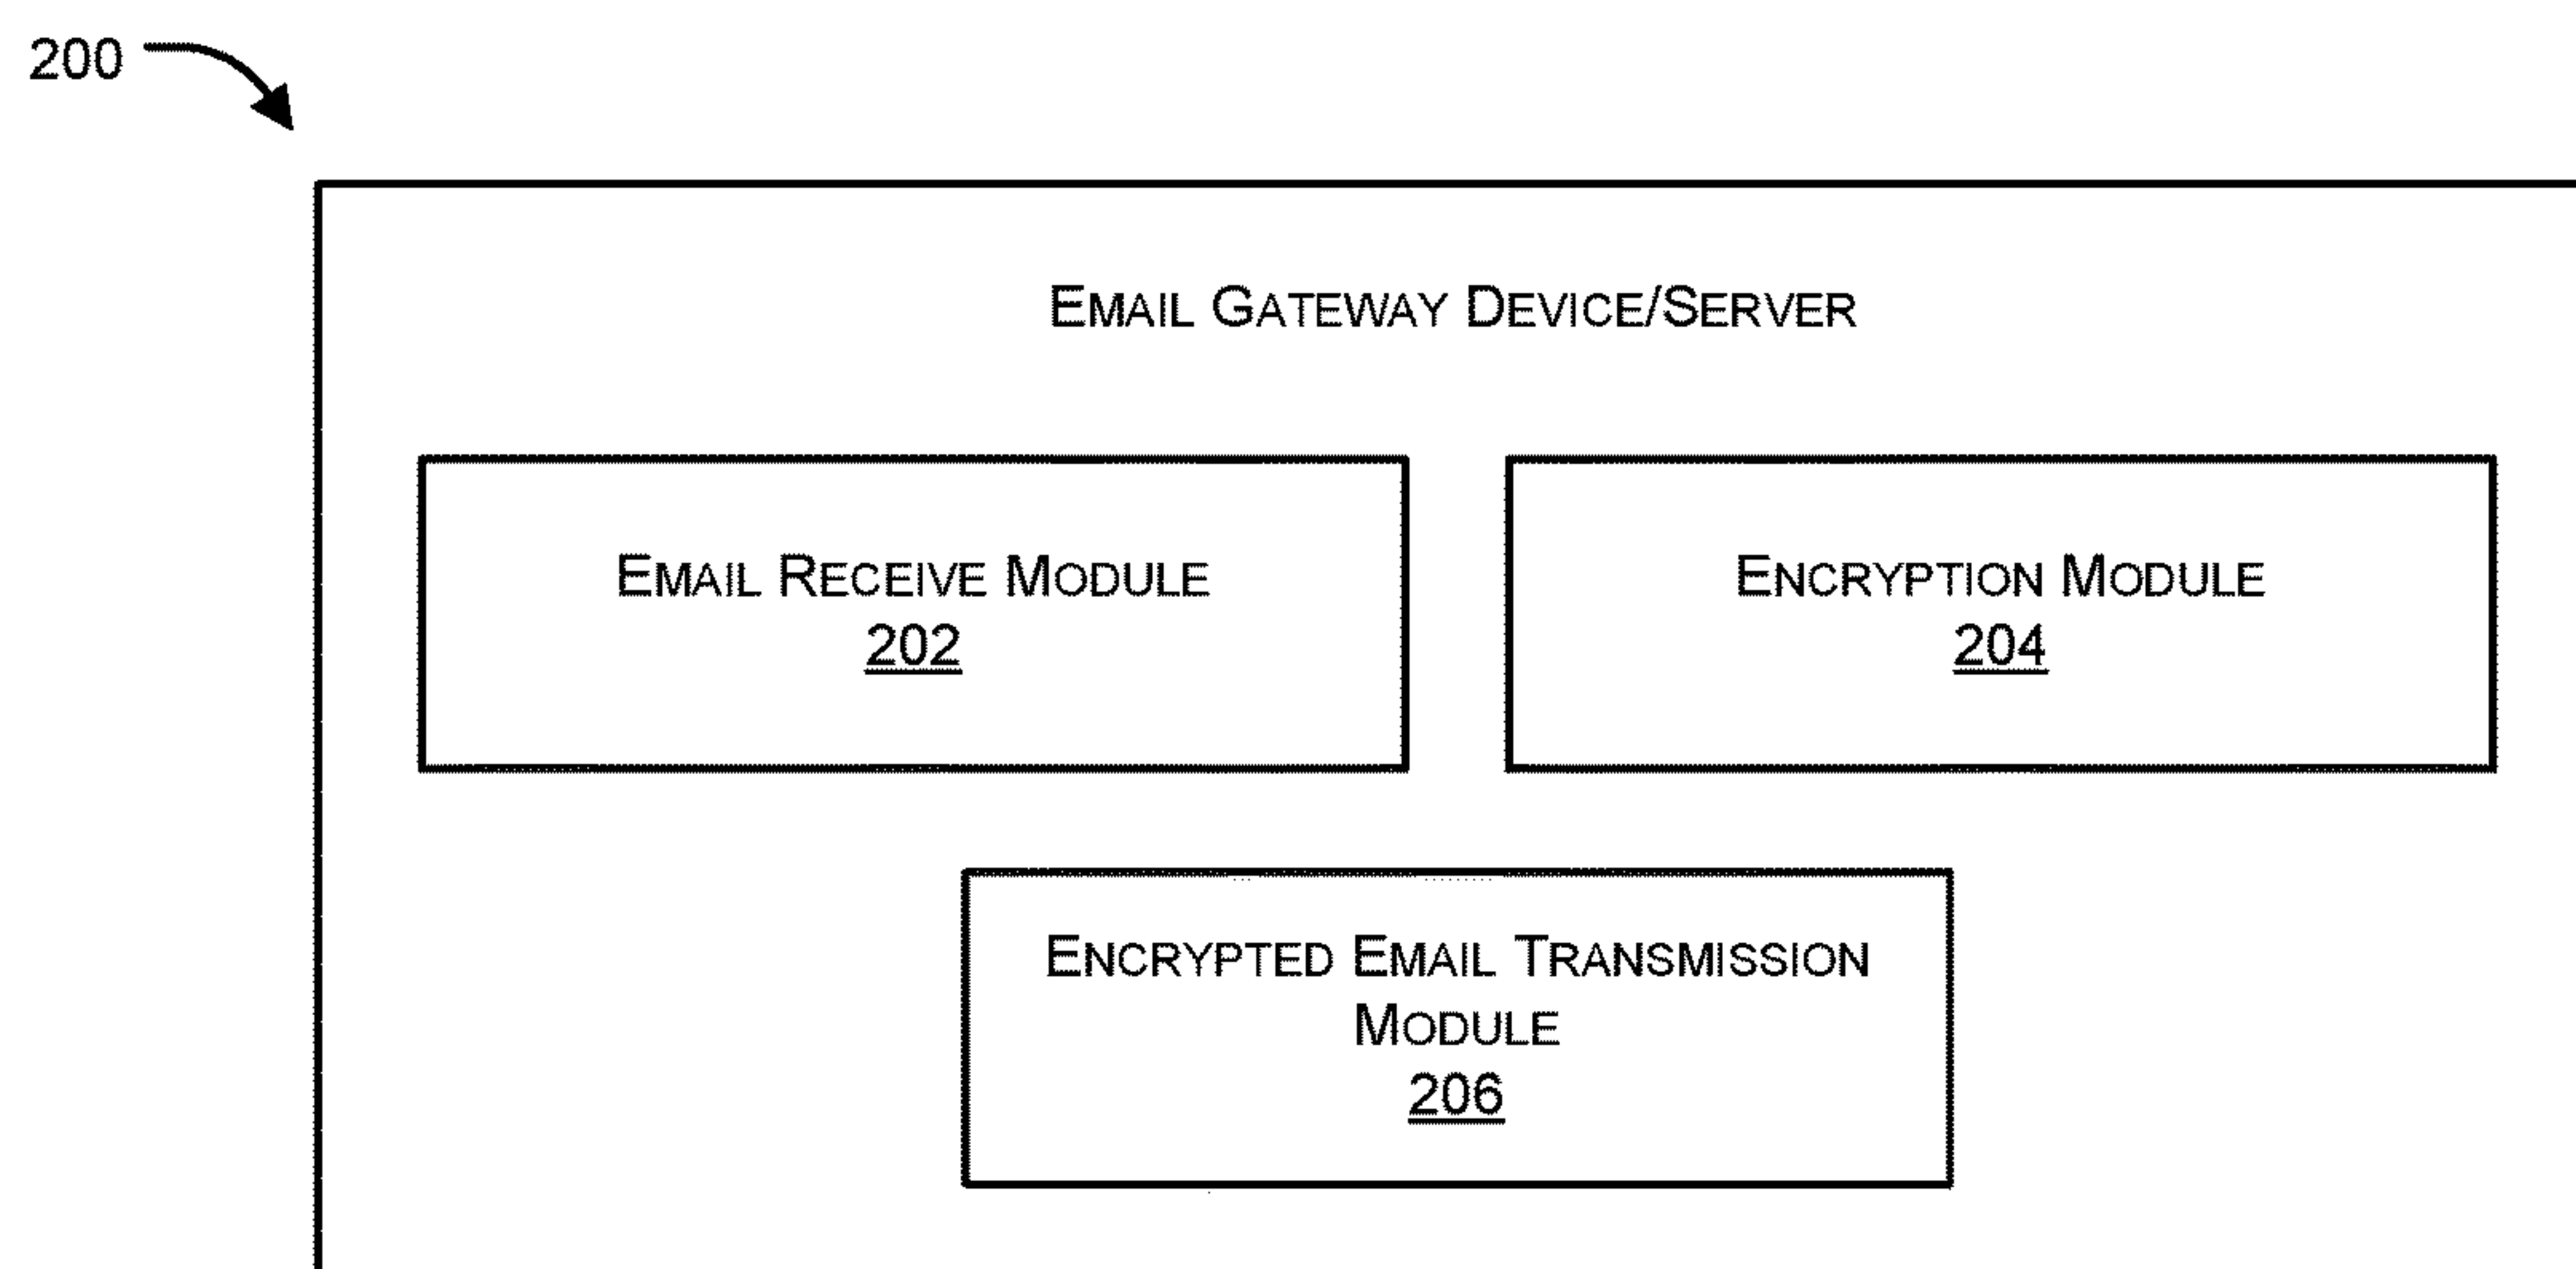 200
EMAIL GATEWAY DEVICE/SERVER
EMAIL RECEIVE MODULE
202
ENCRYPTION MODULE
204
ENCRYPTED EMAIL TRANSMISSION
MODULE
206